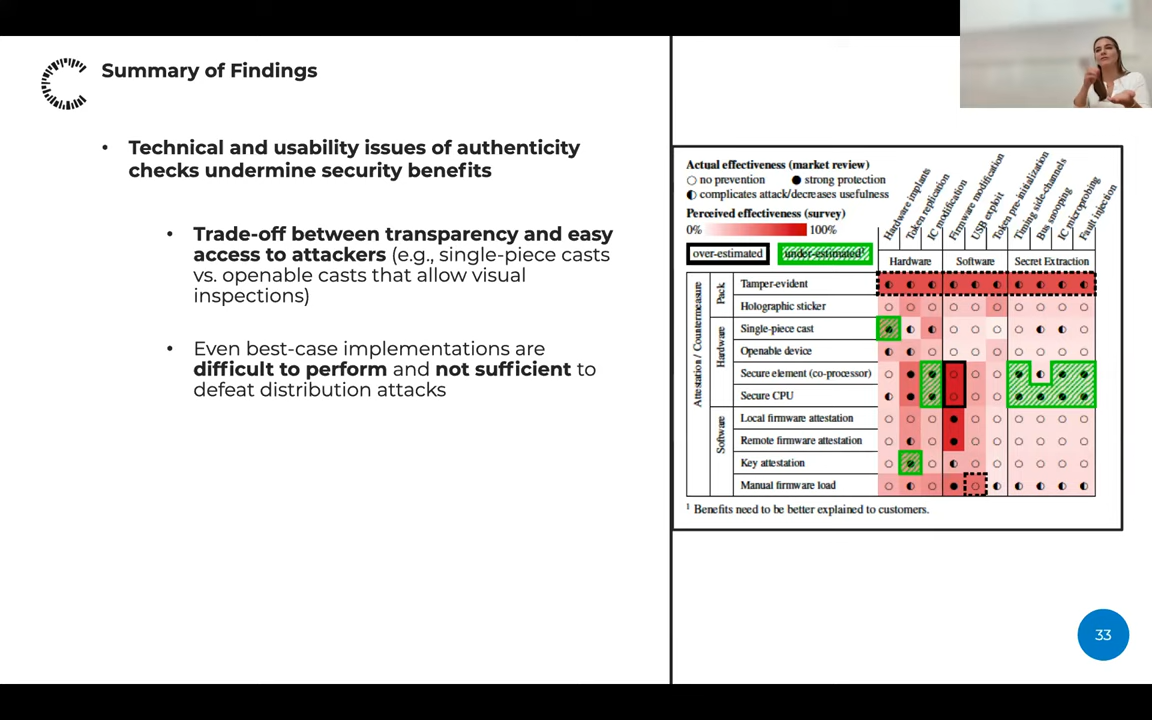 Summary of Findings
• Technical and usability issues of authenticity
checks undermine security benefits
• Trade-off between transparency and easy
access to attackers (e.g., single-piece casts
vs. openable casts that allow visual
inspections)
• Even best-case implementations are
difficult to perform and not sufficient to
defeat distribution attacks
Actual effectiveness (market review)
○ no prevention ● strong protection
◐ complicates attack/decreases usefulness
Perceived effectiveness (survey)
0% 100%
over-estimated under-estimated¹
Hardware implants
Token replication
IC modification
Firmware modification
USB exploit
Token pre-initialization
Timing side-channels
Bus snooping
IC microprobing
Fault injection
Hardware Software Secret Extraction
Attestation / Countermeasure
Pack
Tamper-evident
Holographic sticker
Hardware
Single-piece cast
Openable device
Secure element (co-processor)
Secure CPU
Software
Local firmware attestation
Remote firmware attestation
Key attestation
Manual firmware load
¹ Benefits need to be better explained to customers.
33